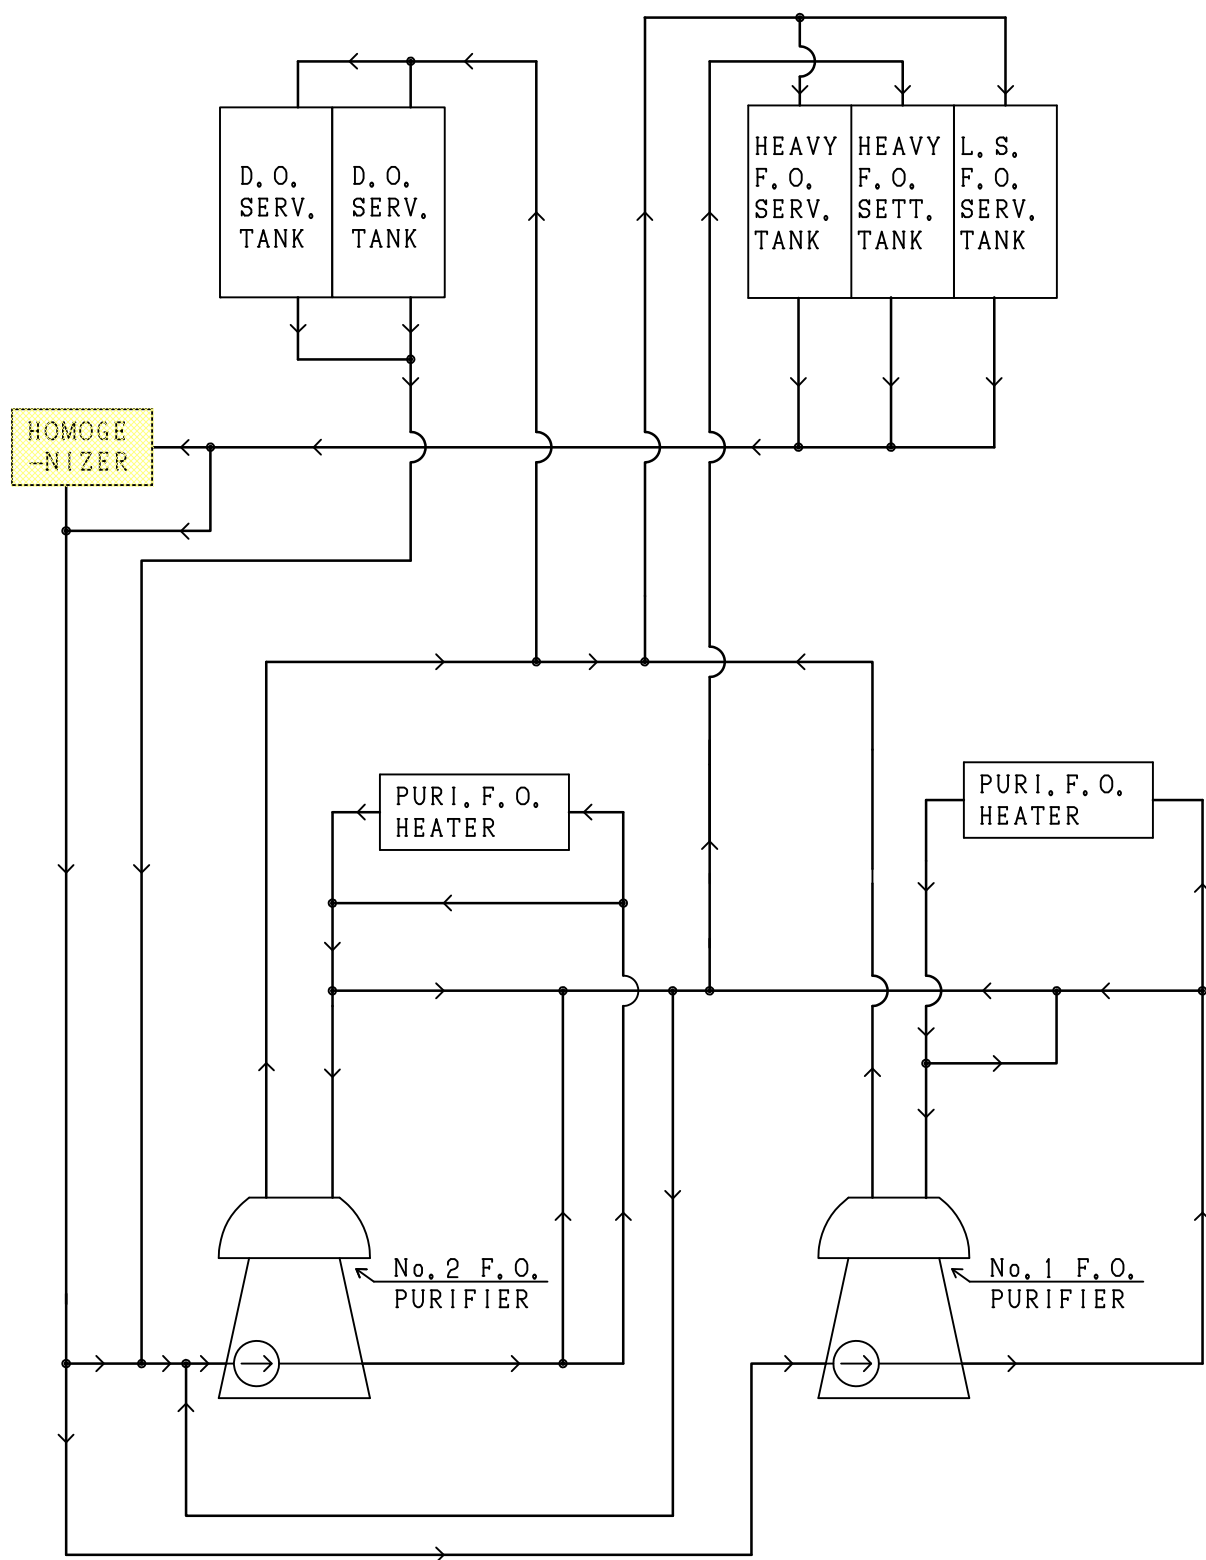 D.O.
SERV.
TANK
D.O.
SERV.
TANK
HEAVY
F.O.
SERV.
TANK
HEAVY
F.O.
SETT.
TANK
L.S.
F.O.
SERV.
TANK
HOMOGE
-NIZER
PURI.F.O.
HEATER
PURI.F.O.
HEATER
No.2 F.O.
PURIFIER
No.1 F.O.
PURIFIER